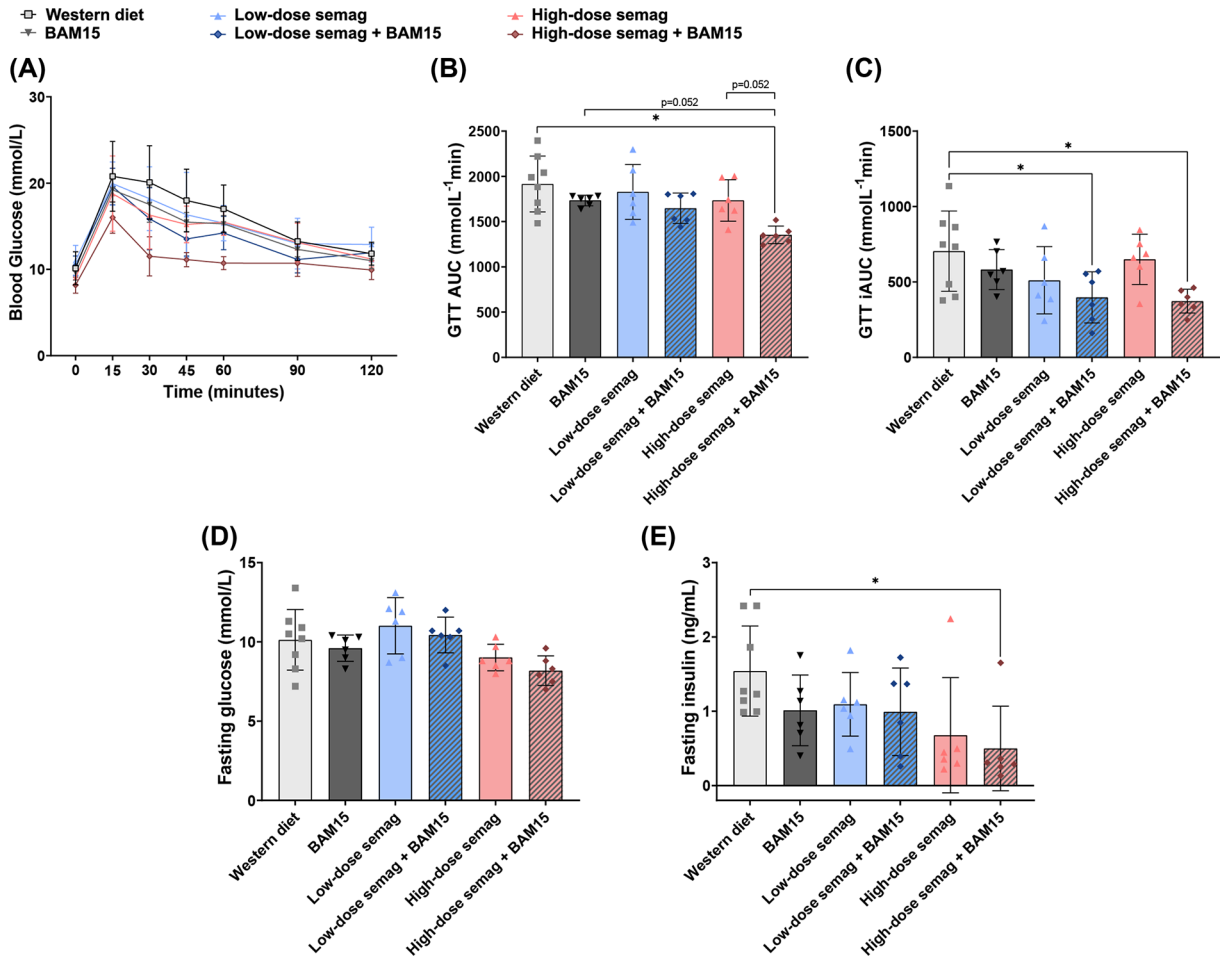 Western diet
Low-dose semag
High-dose semag
BAM15
Low-dose semag + BAM15
High-dose semag + BAM15
(A)
Blood Glucose (mmol/L)
30
20
10
0
0 15 30 45 60 90 120
Time (minutes)
(B)
GTT AUC (mmolL⁻¹min)
2500
2000
1500
1000
500
0
p=0.052
p=0.052
*
Western diet
BAM15
Low-dose semag
Low-dose semag + BAM15
High-dose semag
High-dose semag + BAM15
(C)
GTT iAUC (mmolL⁻¹min)
1500
1000
500
0
*
*
Western diet
BAM15
Low-dose semag
Low-dose semag + BAM15
High-dose semag
High-dose semag + BAM15
(D)
Fasting glucose (mmol/L)
15
10
5
0
Western diet
BAM15
Low-dose semag
Low-dose semag + BAM15
High-dose semag
High-dose semag + BAM15
(E)
Fasting insulin (ng/mL)
3
2
1
0
*
Western diet
BAM15
Low-dose semag
Low-dose semag + BAM15
High-dose semag
High-dose semag + BAM15